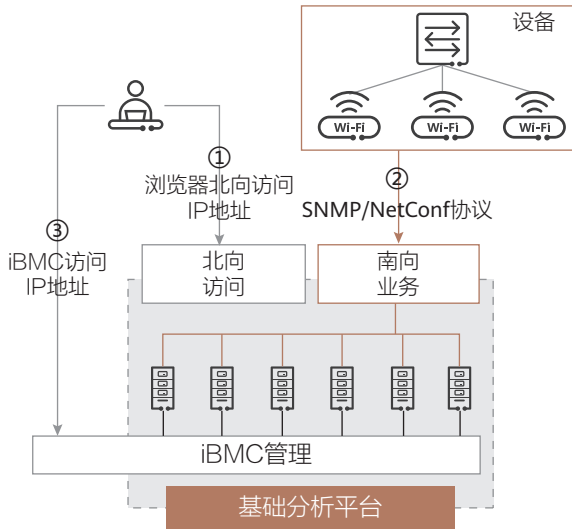 设备
Wi-Fi
Wi-Fi
Wi-Fi
①
浏览器北向访问
IP地址
②
SNMP/NetConf协议
③
iBMC访问
IP地址
北向
访问
南向
业务
iBMC管理
基础分析平台